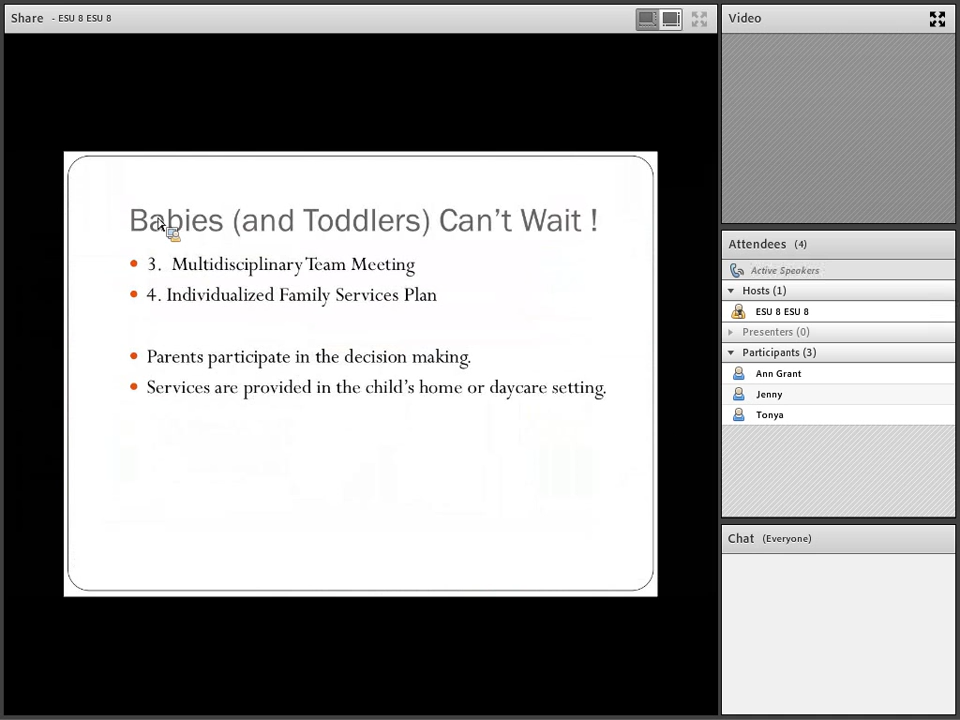 Share - ESU 8 ESU 8
Babies (and Toddlers) Can't Wait !
3. Multidisciplinary Team Meeting
4. Individualized Family Services Plan
Parents participate in the decision making.
Services are provided in the child's home or daycare setting.
Video
Attendees (4)
Active Speakers
Hosts (1)
ESU 8 ESU 8
Presenters (0)
Participants (3)
Ann Grant
Jenny
Tonya
Chat (Everyone)